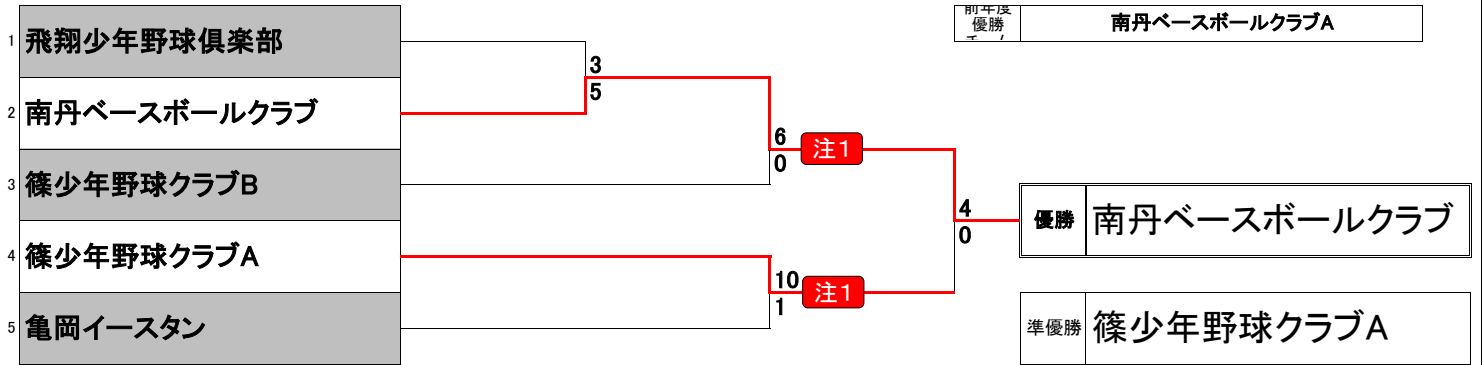 前年度
優勝
チーム
南丹ベースボールクラブA
1 飛翔少年野球倶楽部
3
5
2 南丹ベースボールクラブ
6
0
注1
3 篠少年野球クラブB
4
0
優勝 南丹ベースボールクラブ
4 篠少年野球クラブA
10
1
注1
5 亀岡イースタン
準優勝 篠少年野球クラブA